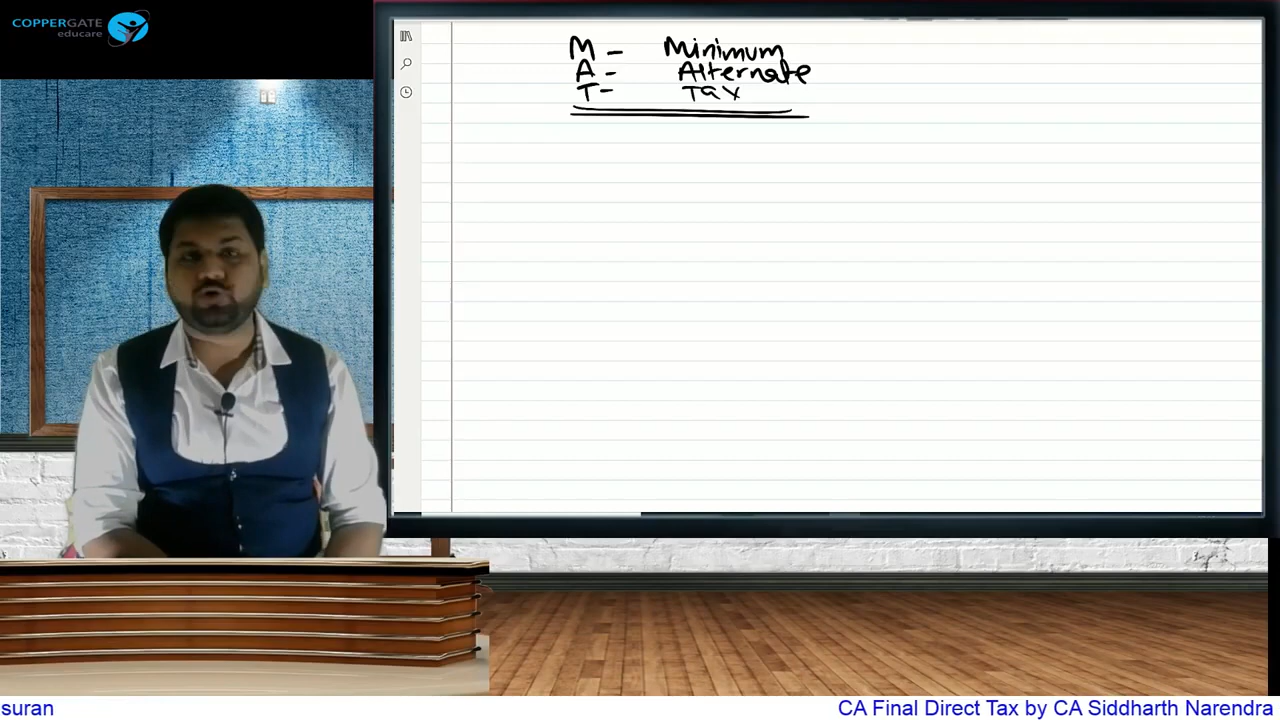 COPPERGATE
educare
M - Minimum
A - Alternate
T - Tax
suran
CA Final Direct Tax by CA Siddharth Narendra